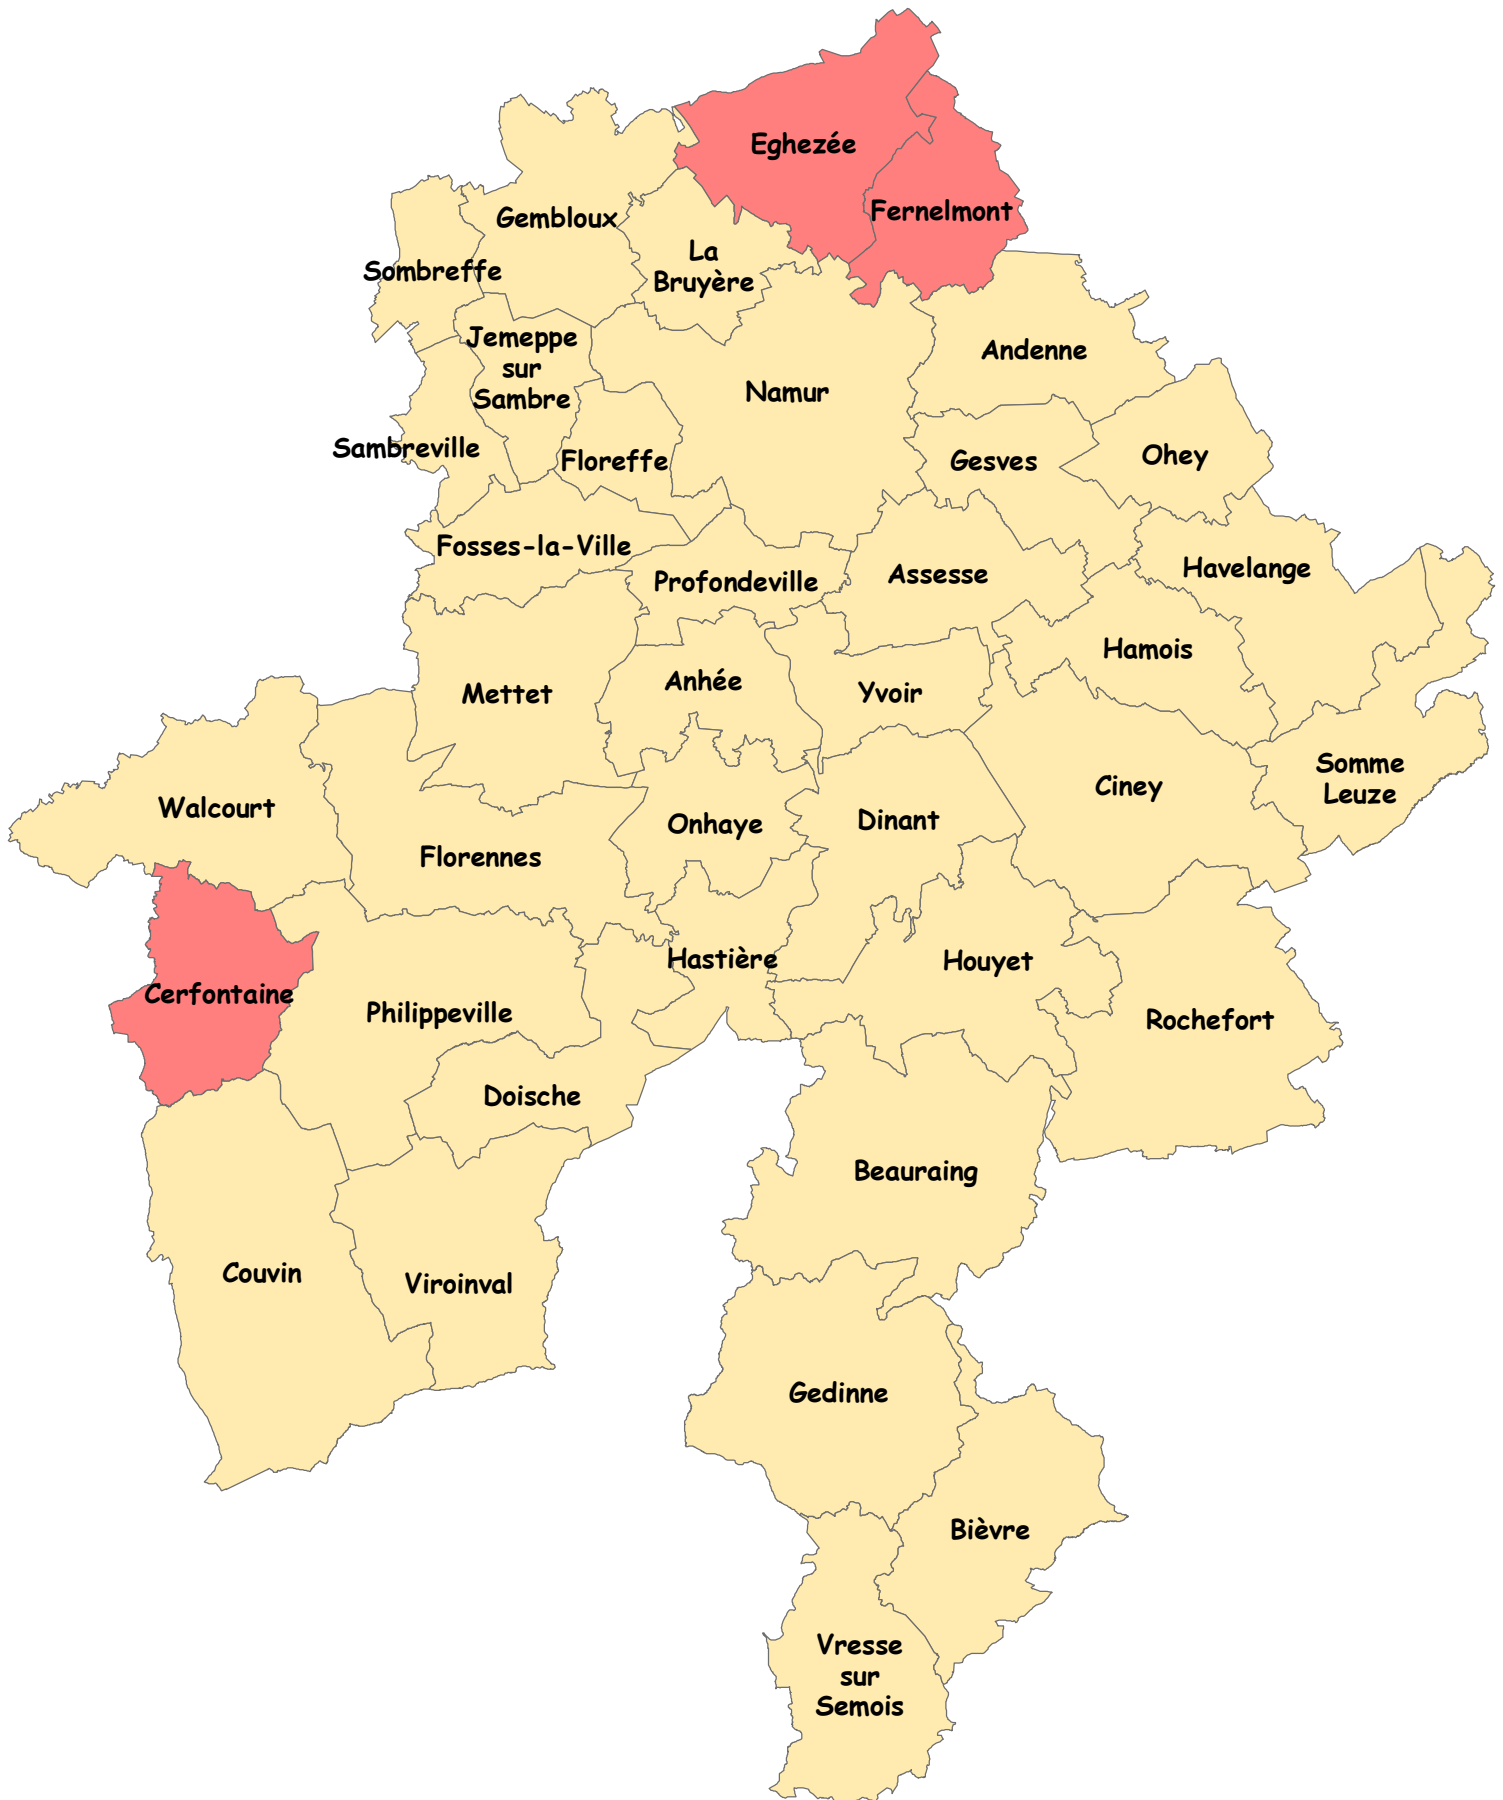 Eghezée
Fernelmont
Gembloux
La
Bruyère
Sombreffe
Jemeppe
sur
Sambre
Andenne
Namur
Sambreville
Floreffe
Gesves
Ohey
Fosses-la-Ville
Profondeville
Assesse
Havelange
Hamois
Mettet
Anhée
Yvoir
Somme
Leuze
Ciney
Walcourt
Onhaye
Dinant
Florennes
Hastière
Houyet
Cerfontaine
Philippeville
Rochefort
Doische
Beauraing
Couvin
Viroinval
Gedinne
Bièvre
Vresse
sur
Semois